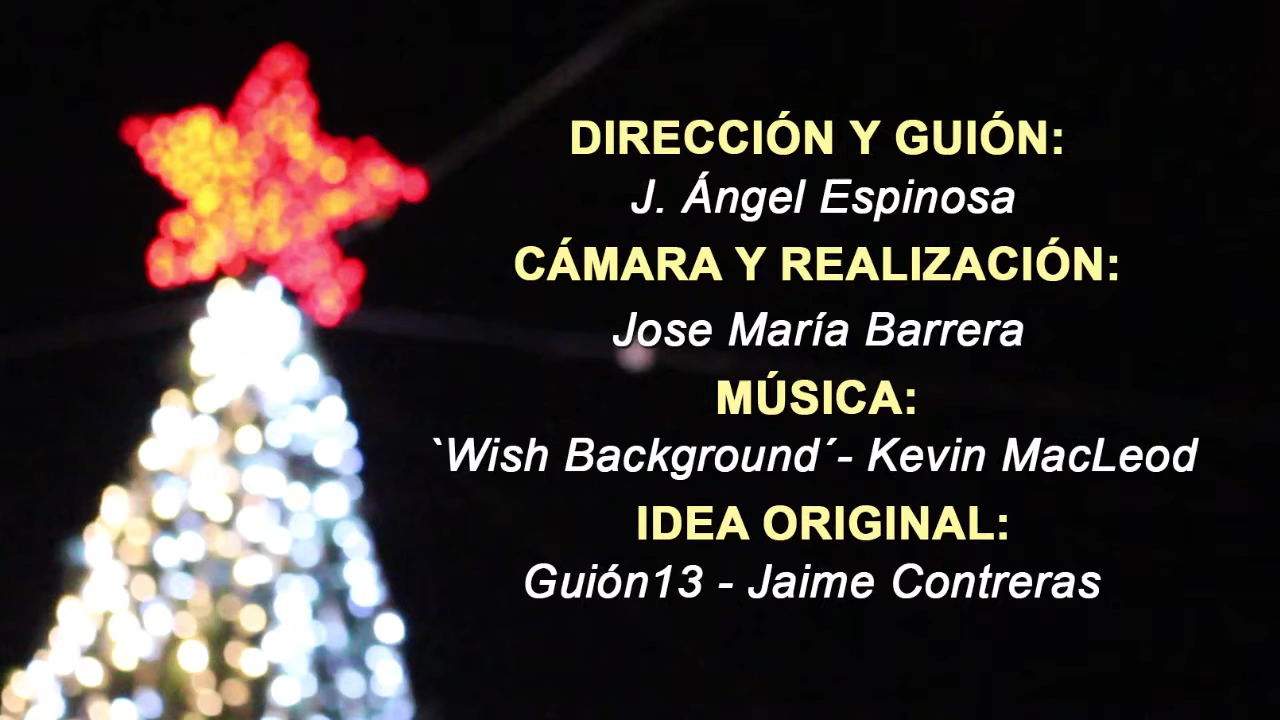 DIRECCIÓN Y GUIÓN:
J. Ángel Espinosa
CÁMARA Y REALIZACIÓN:
Jose María Barrera
MÚSICA:
`Wish Background´- Kevin MacLeod
IDEA ORIGINAL:
Guión13 - Jaime Contreras